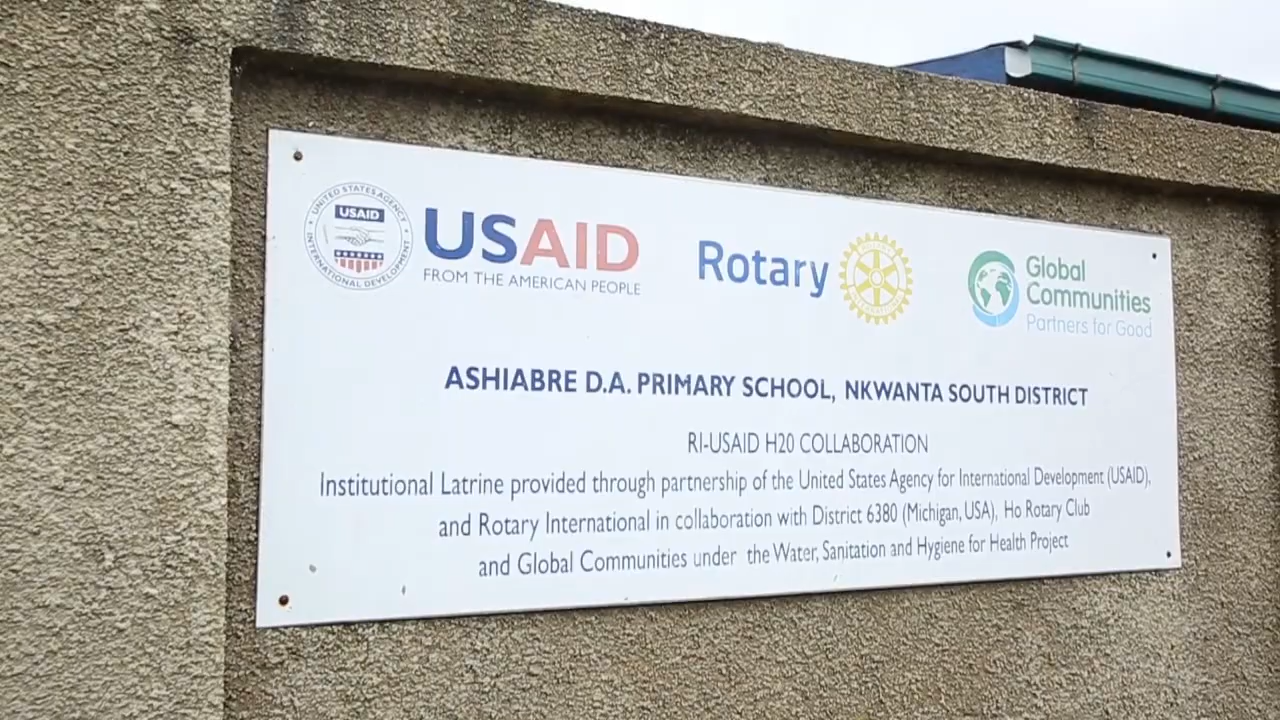 UNITED STATES AGENCY
USAID
INTERNATIONAL DEVELOPMENT
USAID
FROM THE AMERICAN PEOPLE
Rotary
ROTARY
INTERNATIONAL
Global
Communities
Partners for Good
ASHIABRE D.A. PRIMARY SCHOOL, NKWANTA SOUTH DISTRICT
RI-USAID H20 COLLABORATION
Institutional Latrine provided through partnership of the United States Agency for International Development (USAID),
and Rotary International in collaboration with District 6380 (Michigan, USA), Ho Rotary Club
and Global Communities under the Water, Sanitation and Hygiene for Health Project